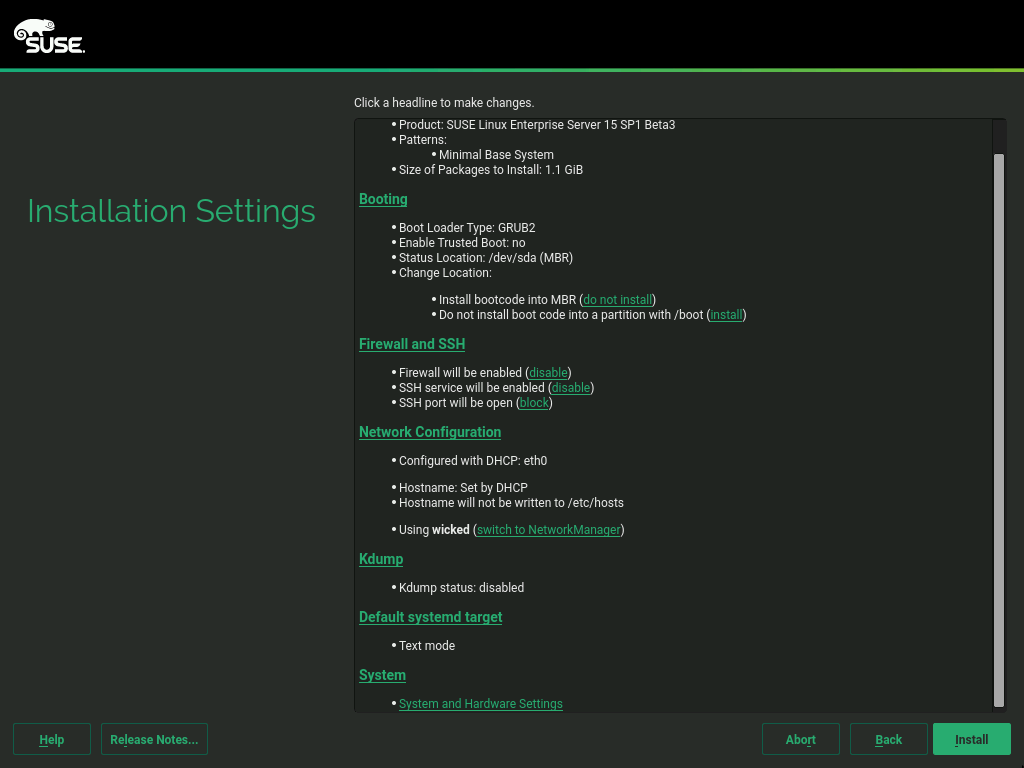 SUSE.
Click a headline to make changes.
Installation Settings
• Product: SUSE Linux Enterprise Server 15 SP1 Beta3
• Patterns:
• Minimal Base System
• Size of Packages to Install: 1.1 GiB
Booting
• Boot Loader Type: GRUB2
• Enable Trusted Boot: no
• Status Location: /dev/sda (MBR)
• Change Location:
• Install bootcode into MBR (do not install)
• Do not install boot code into a partition with /boot (install)
Firewall and SSH
• Firewall will be enabled (disable)
• SSH service will be enabled (disable)
• SSH port will be open (block)
Network Configuration
• Configured with DHCP: eth0
• Hostname: Set by DHCP
• Hostname will not be written to /etc/hosts
• Using wicked (switch to NetworkManager)
Kdump
• Kdump status: disabled
Default systemd target
• Text mode
System
• System and Hardware Settings
Help
Release Notes...
Abort
Back
Install